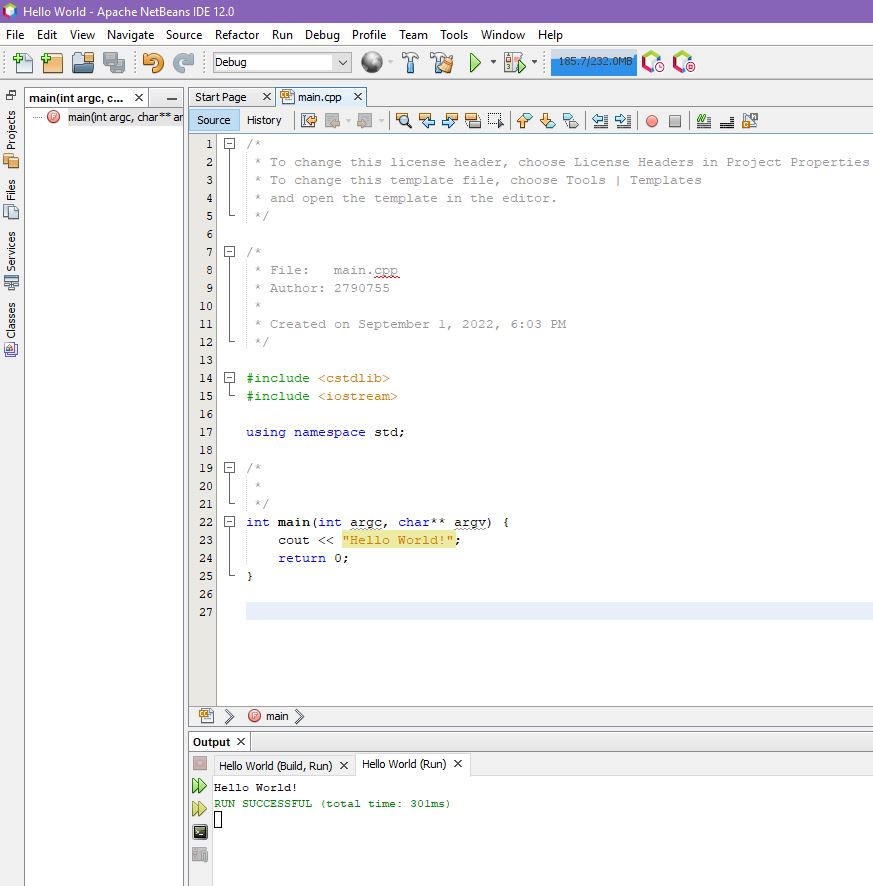 Hello World - Apache NetBeans IDE 12.0
File Edit View Navigate Source Refactor Run Debug Profile Team Tools Window Help
Debug
185.7/232.0MB
Projects
Files
Services
Classes
main(int argc, c...
main(int argc, char** ar
Start Page
main.cpp
Source History
1 /*
2 * To change this license header, choose License Headers in Project Properties
3 * To change this template file, choose Tools | Templates
4 * and open the template in the editor.
5 */
6
7 /*
8 * File:   main.cpp
9 * Author: 2790755
10 *
11 * Created on September 1, 2022, 6:03 PM
12 */
13
14 #include <cstdlib>
15 #include <iostream>
16
17 using namespace std;
18
19 /*
20 *
21 */
22 int main(int argc, char** argv) {
23     cout << "Hello World!";
24     return 0;
25 }
26
27
main
Output
Hello World (Build, Run)
Hello World (Run)
Hello World!
RUN SUCCESSFUL (total time: 301ms)